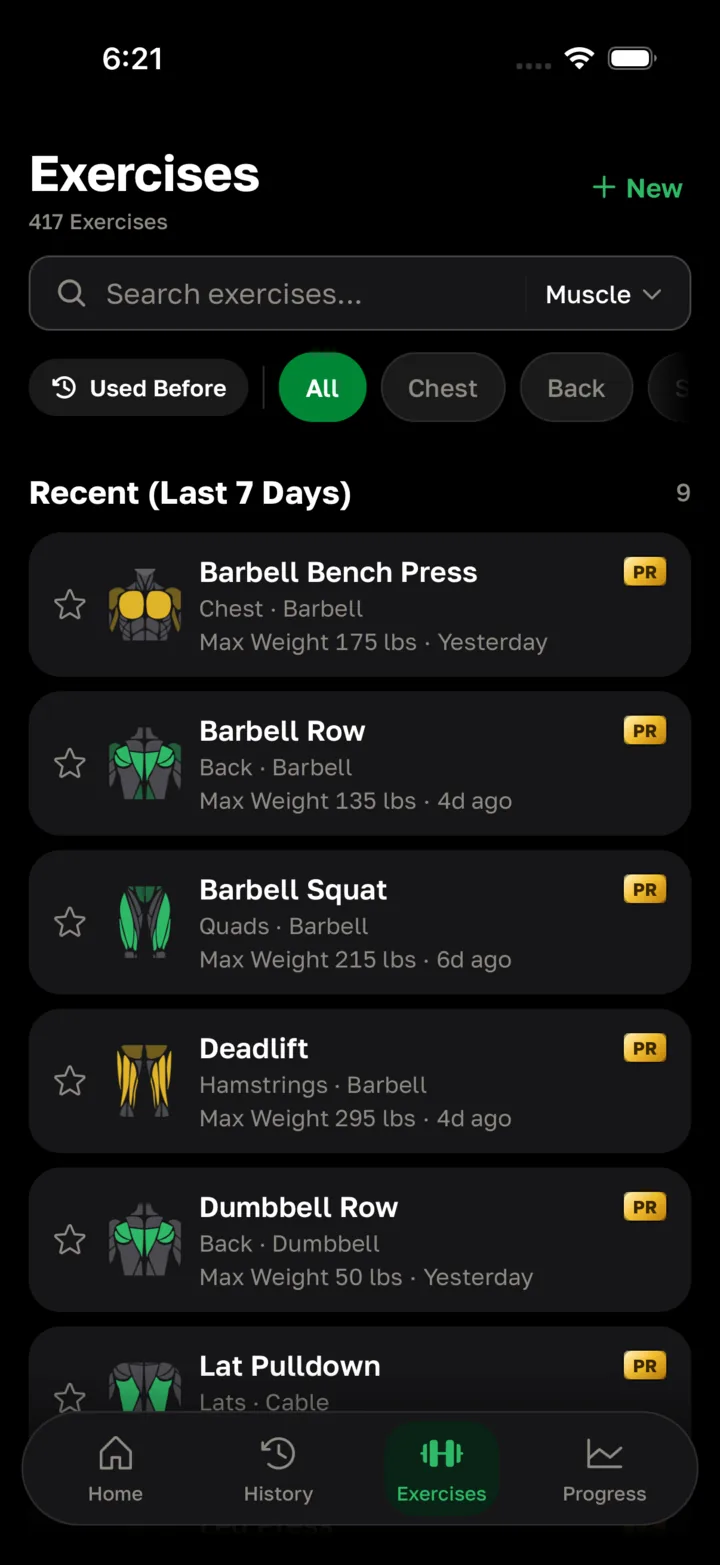 6:21
Exercises
+ New
417 Exercises
Search exercises...
Muscle
Used Before
All
Chest
Back
Recent (Last 7 Days)
9
Barbell Bench Press
PR
Chest · Barbell
Max Weight 175 lbs · Yesterday
Barbell Row
PR
Back · Barbell
Max Weight 135 lbs · 4d ago
Barbell Squat
PR
Quads · Barbell
Max Weight 215 lbs · 6d ago
Deadlift
PR
Hamstrings · Barbell
Max Weight 295 lbs · 4d ago
Dumbbell Row
PR
Back · Dumbbell
Max Weight 50 lbs · Yesterday
Lat Pulldown
PR
Lats · Cable
Home
History
Exercises
Progress